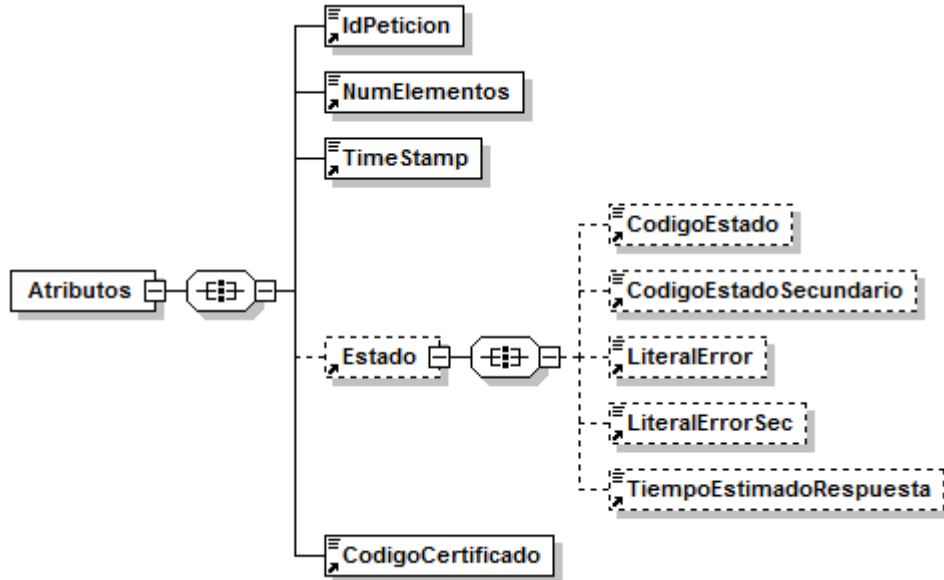 IdPeticion
NumElementos
TimeStamp
Atributos
Estado
CodigoEstado
CodigoEstadoSecundario
LiteralError
LiteralErrorSec
TiempoEstimadoRespuesta
CodigoCertificado